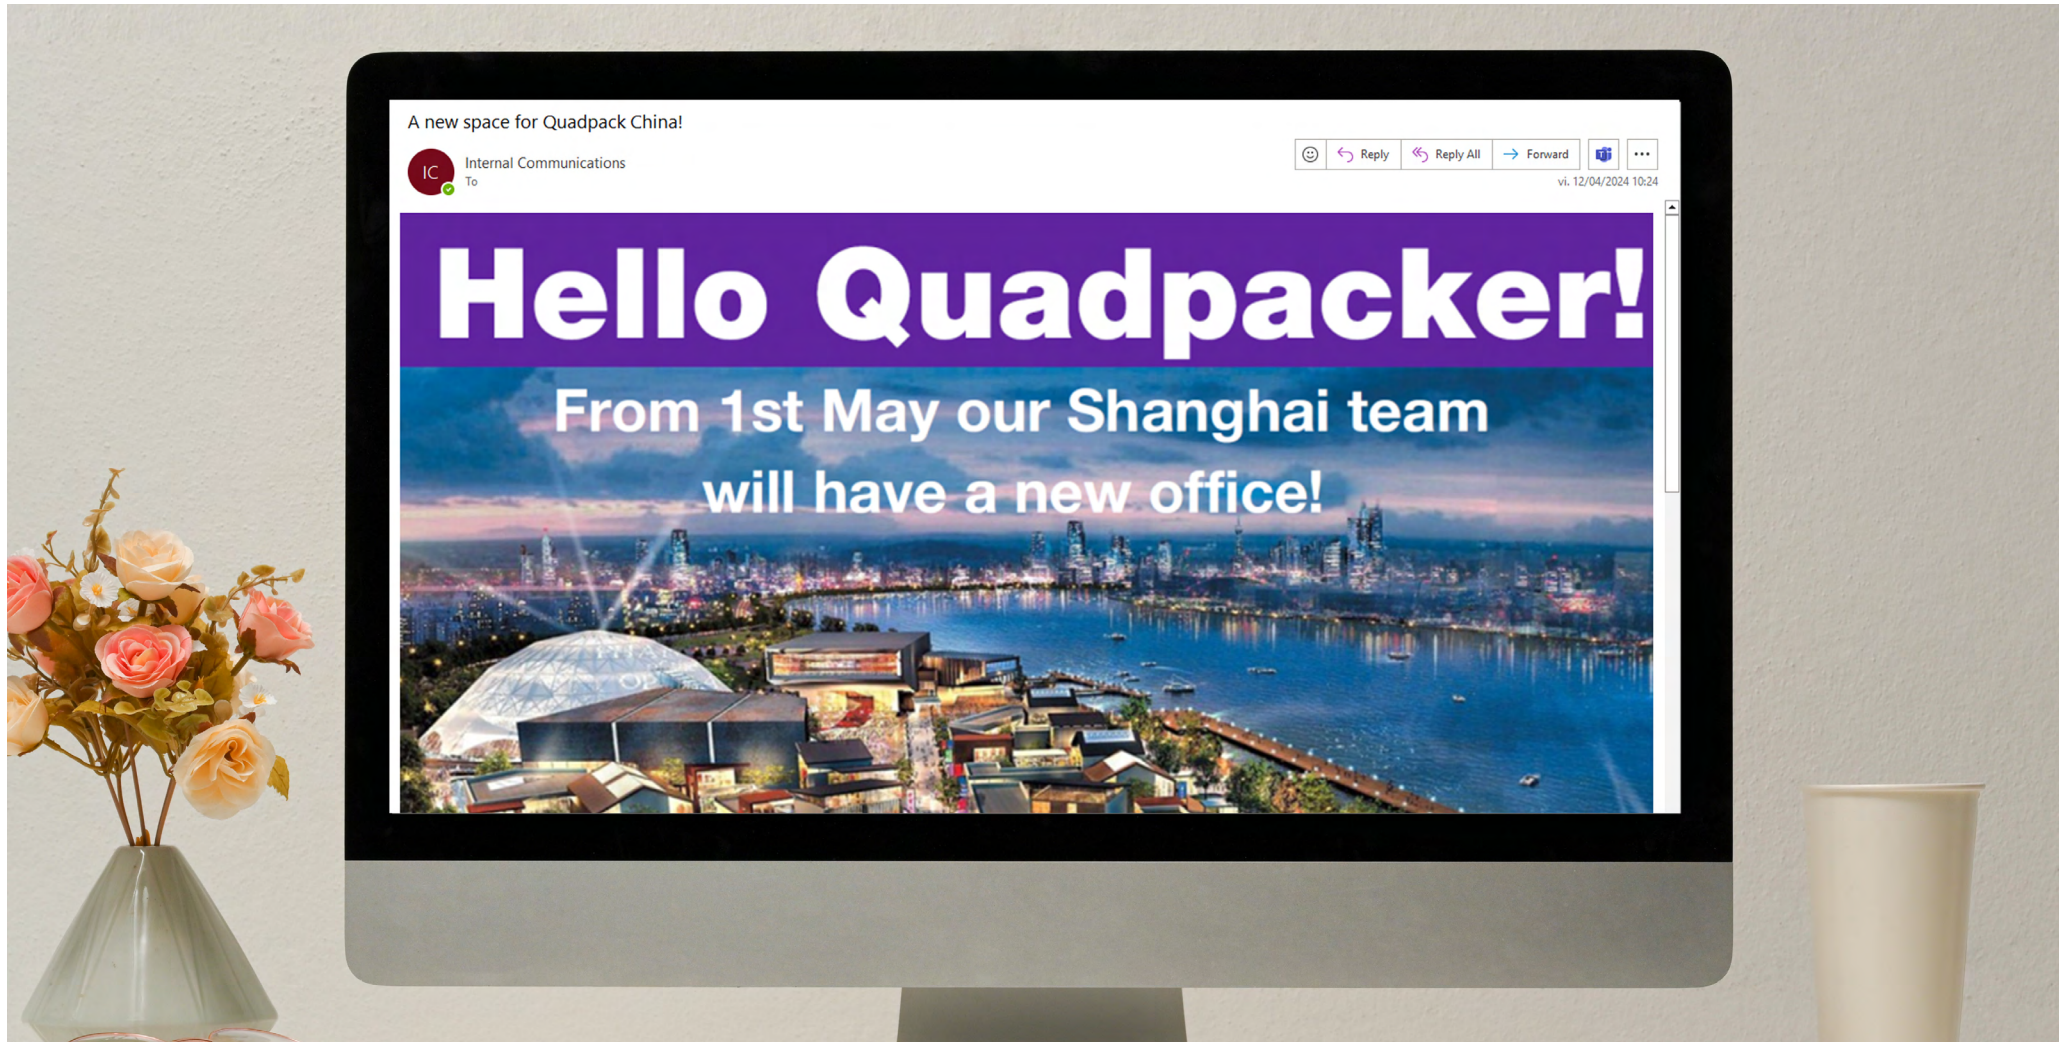 A new space for Quadpack China!
IC
Internal Communications
To
Reply
Reply All
Forward
vi. 12/04/2024 10:24
Hello Quadpacker!
From 1st May our Shanghai team
will have a new office!